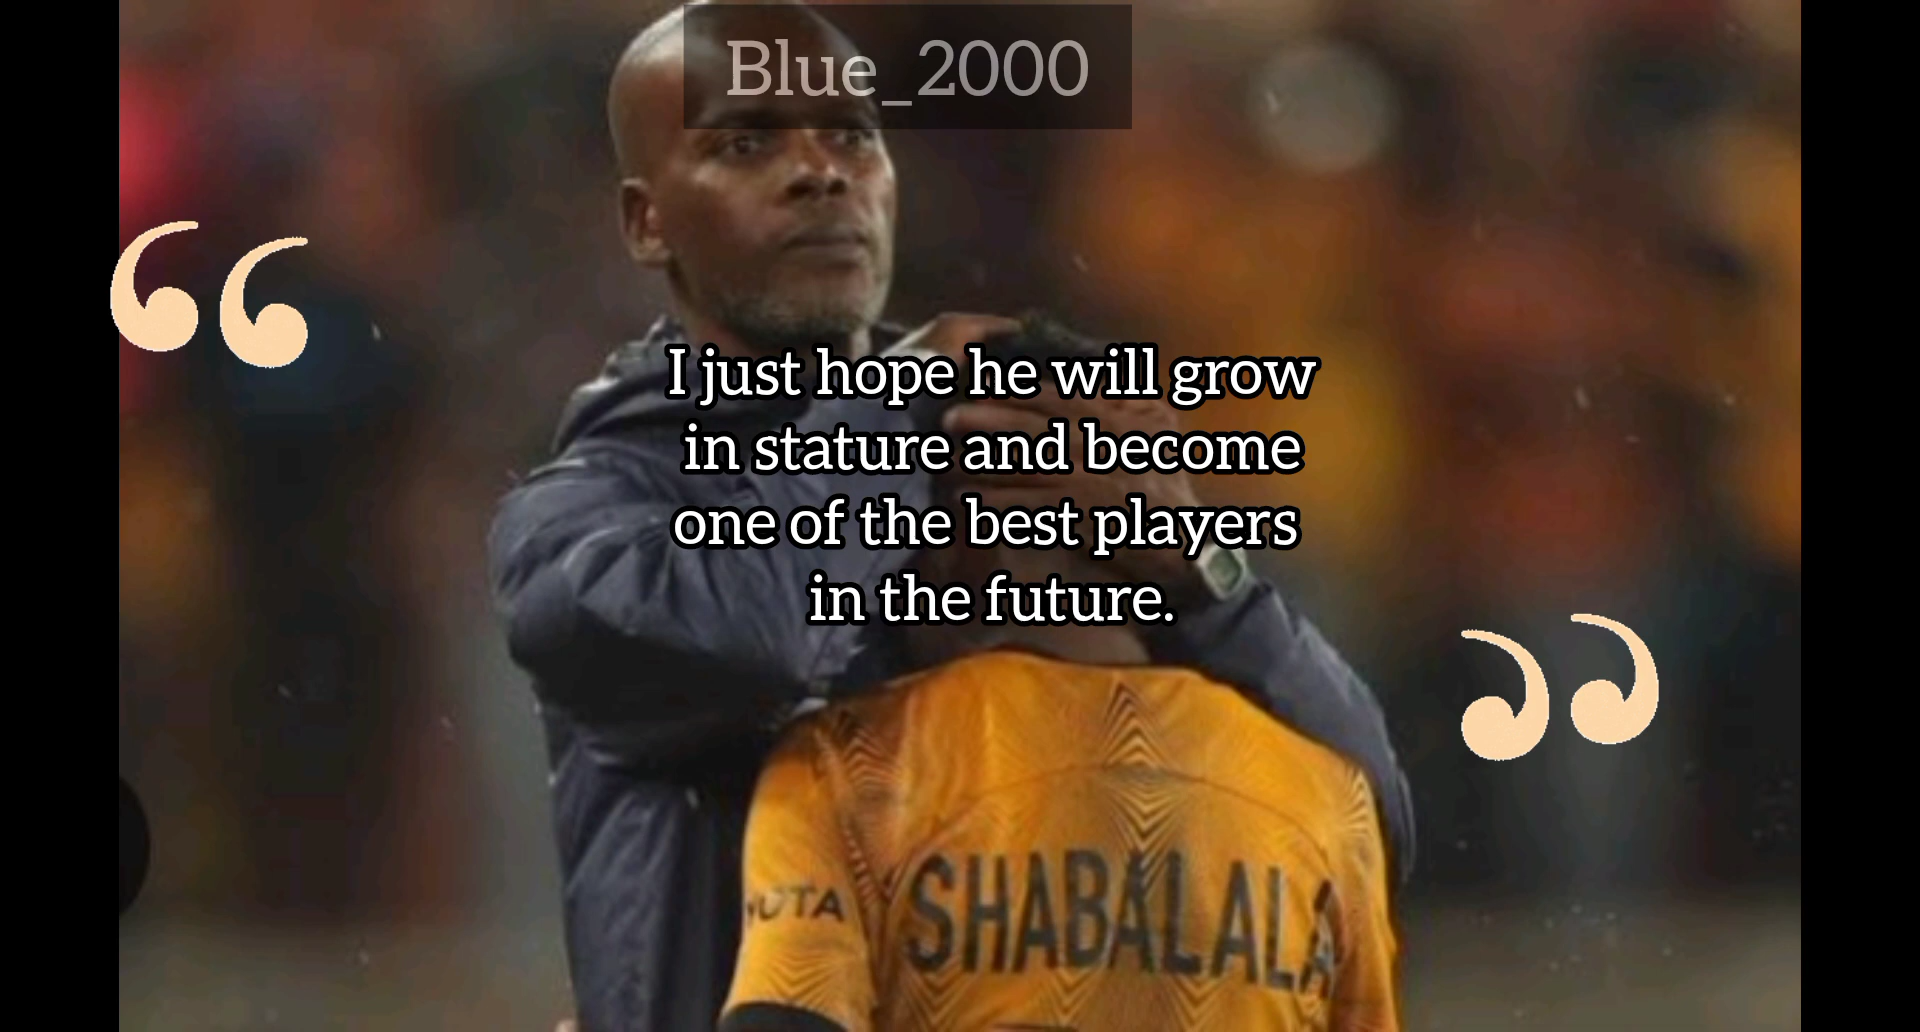 Blue_2000
I just hope he will grow
in stature and become
one of the best players
in the future.
SHABALALA